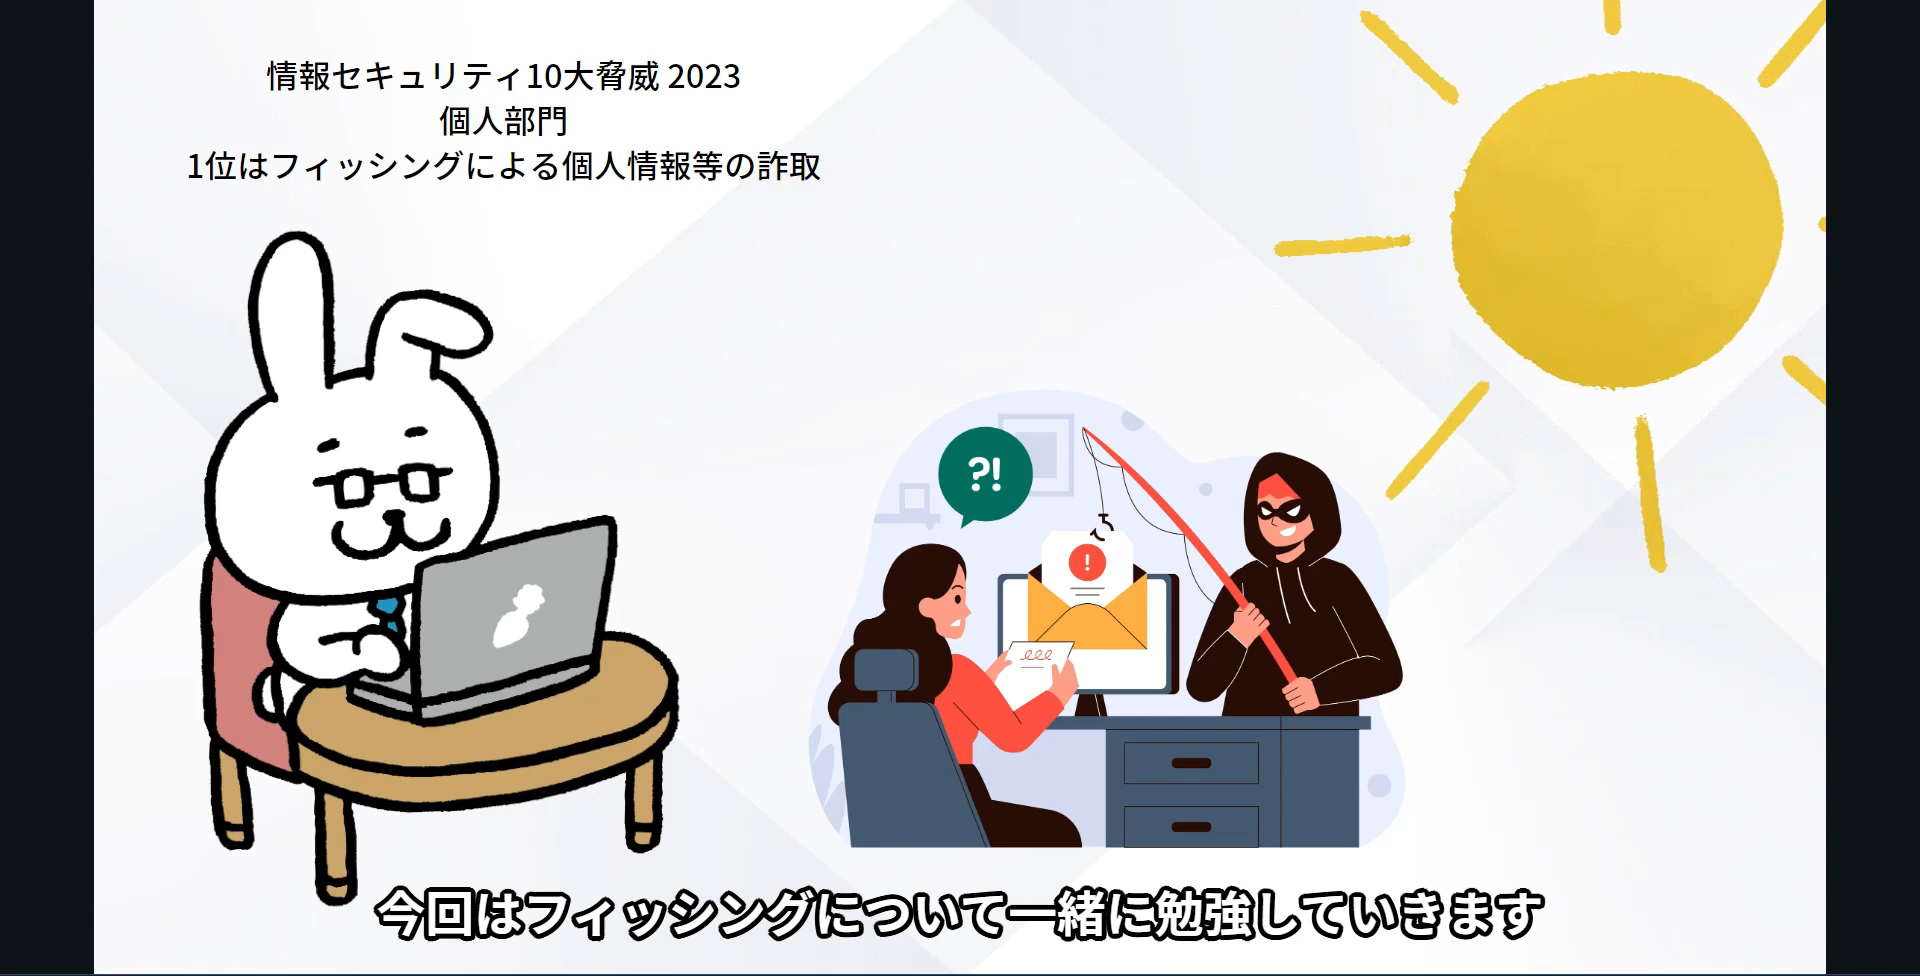 情報セキュリティ10大脅威 2023
個人部門
1位はフィッシングによる個人情報等の詐取
?!
!
今回はフィッシングについて一緒に勉強していきます